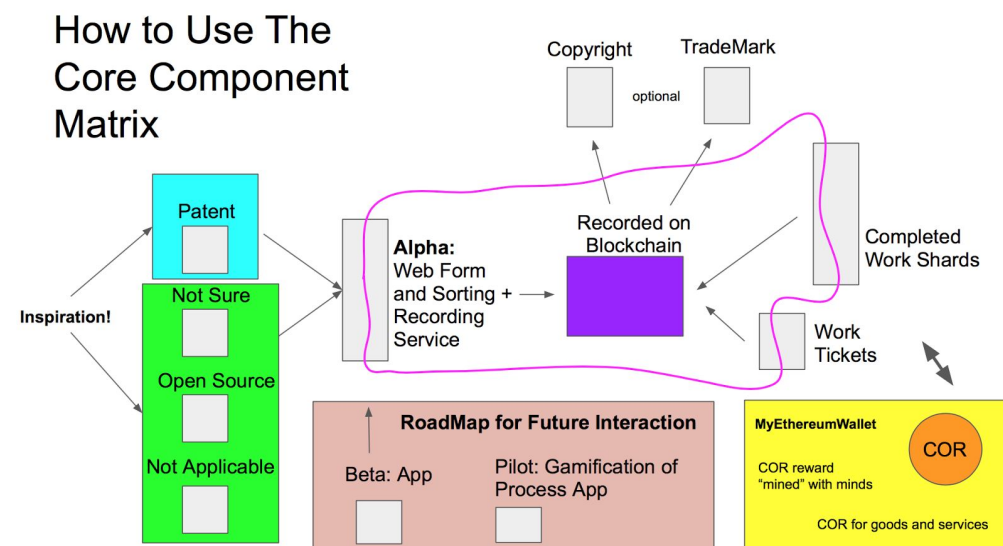 How to Use The
Core Component
Matrix
Copyright
TradeMark
optional
Patent
Not Sure
Inspiration!
Open Source
Not Applicable
Alpha:
Web Form
and Sorting +
Recording
Service
Recorded on
Blockchain
Completed
Work Shards
Work
Tickets
RoadMap for Future Interaction
Beta: App
Pilot: Gamification of
Process App
MyEthereumWallet
COR
COR reward
“mined” with minds
COR for goods and services